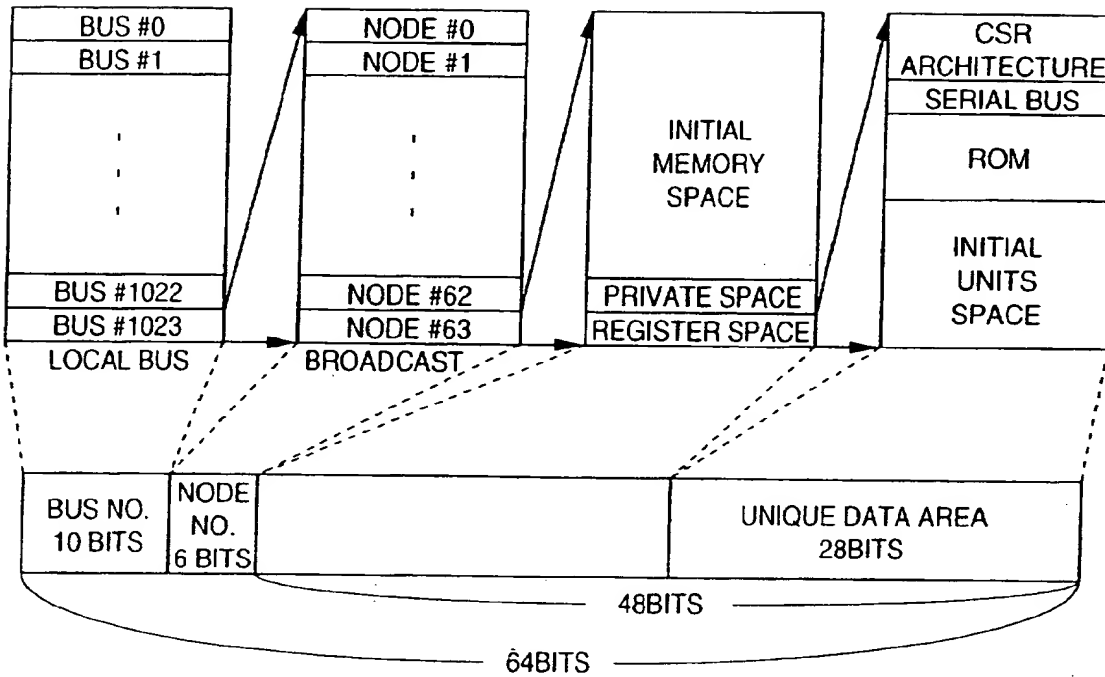 BUS #0
BUS #1
BUS #1022
BUS #1023
LOCAL BUS
NODE #0
NODE #1
NODE #62
NODE #63
BROADCAST
INITIAL
MEMORY
SPACE
PRIVATE SPACE
REGISTER SPACE
CSR
ARCHITECTURE
SERIAL BUS
ROM
INITIAL
UNITS
SPACE
BUS NO.
10 BITS
NODE
NO.
6 BITS
UNIQUE DATA AREA
28BITS
48BITS
64BITS